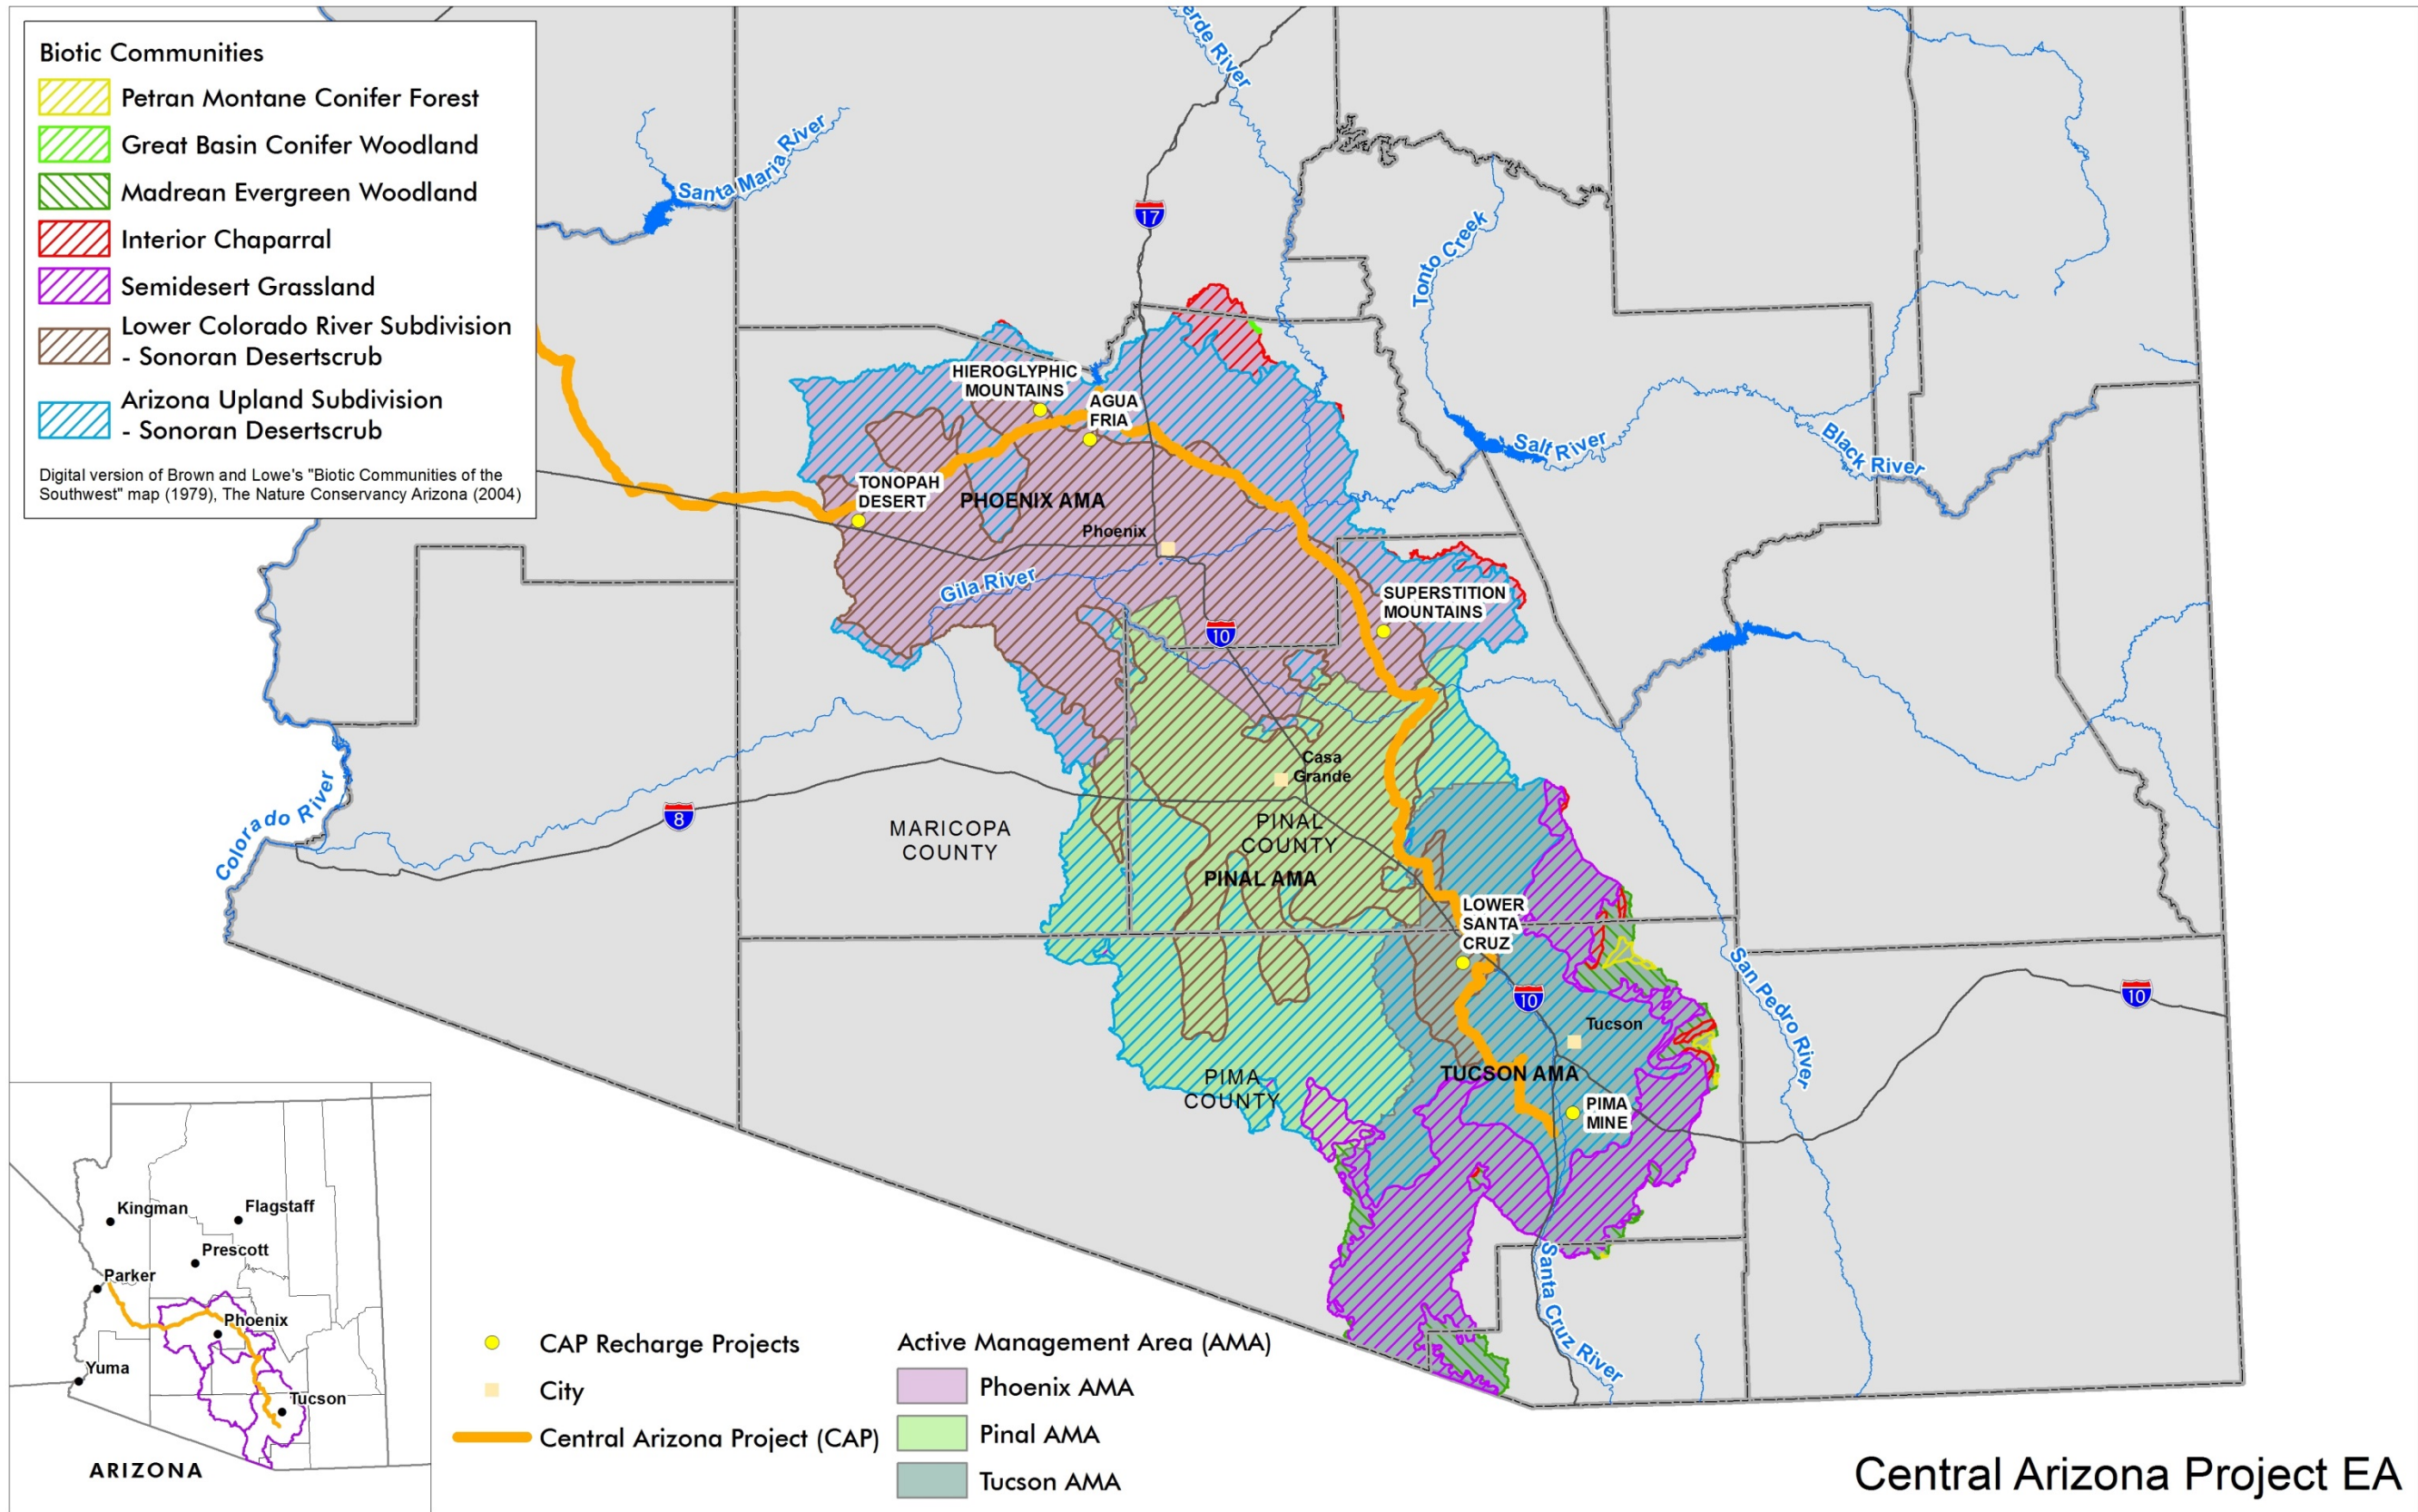 Biotic Communities
Petran Montane Conifer Forest
Great Basin Conifer Woodland
Madrean Evergreen Woodland
Interior Chaparral
Semidesert Grassland
Lower Colorado River Subdivision
- Sonoran Desertscrub
Arizona Upland Subdivision
- Sonoran Desertscrub
Digital version of Brown and Lowe's "Biotic Communities of the
Southwest" map (1979), The Nature Conservancy Arizona (2004)
erde River
Santa Maria River
17
Tonto Creek
HIEROGLYPHIC
MOUNTAINS
AGUA
FRIA
Salt River
Black River
TONOPAH
DESERT
PHOENIX AMA
Phoenix
Gila River
SUPERSTITION
MOUNTAINS
10
Casa
Grande
Colorado River
8
MARICOPA
COUNTY
PINAL
COUNTY
PINAL AMA
LOWER
SANTA
CRUZ
San Pedro River
10
10
Tucson
TUCSON AMA
PIMA
COUNTY
PIMA
MINE
Santa Cruz River
Kingman
Flagstaff
Prescott
Parker
Phoenix
Yuma
Tucson
ARIZONA
CAP Recharge Projects
City
Central Arizona Project (CAP)
Active Management Area (AMA)
Phoenix AMA
Pinal AMA
Tucson AMA
Central Arizona Project EA